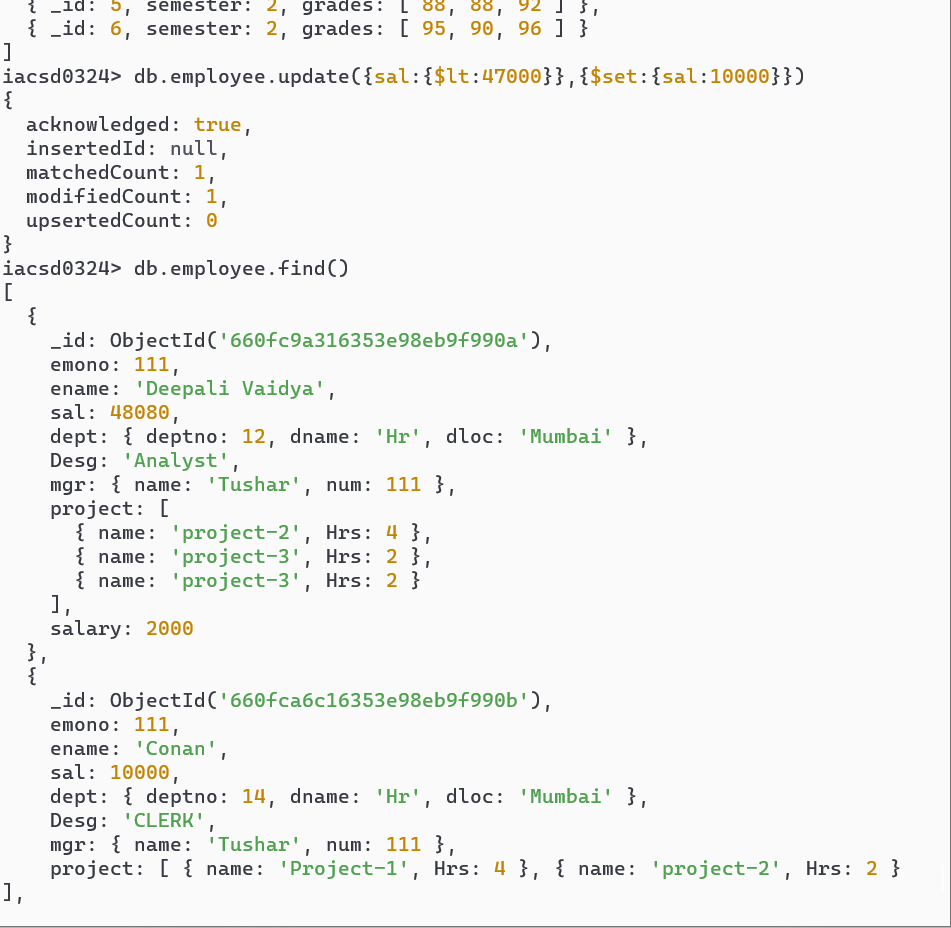 { _id: 5, semester: 2, grades: [ 88, 88, 92 ] },
{ _id: 6, semester: 2, grades: [ 95, 90, 96 ] }
]
iacsd0324> db.employee.update({sal:{$lt:47000}},{$set:{sal:10000}})
{
acknowledged: true,
insertedId: null,
matchedCount: 1,
modifiedCount: 1,
upsertedCount: 0
}
iacsd0324> db.employee.find()
[
{
_id: ObjectId('660fc9a316353e98eb9f990a'),
emono: 111,
ename: 'Deepali Vaidya',
sal: 48080,
dept: { deptno: 12, dname: 'Hr', dloc: 'Mumbai' },
Desg: 'Analyst',
mgr: { name: 'Tushar', num: 111 },
project: [
{ name: 'project-2', Hrs: 4 },
{ name: 'project-3', Hrs: 2 },
{ name: 'project-3', Hrs: 2 }
],
salary: 2000
},
{
_id: ObjectId('660fca6c16353e98eb9f990b'),
emono: 111,
ename: 'Conan',
sal: 10000,
dept: { deptno: 14, dname: 'Hr', dloc: 'Mumbai' },
Desg: 'CLERK',
mgr: { name: 'Tushar', num: 111 },
project: [ { name: 'Project-1', Hrs: 4 }, { name: 'project-2', Hrs: 2 }
],